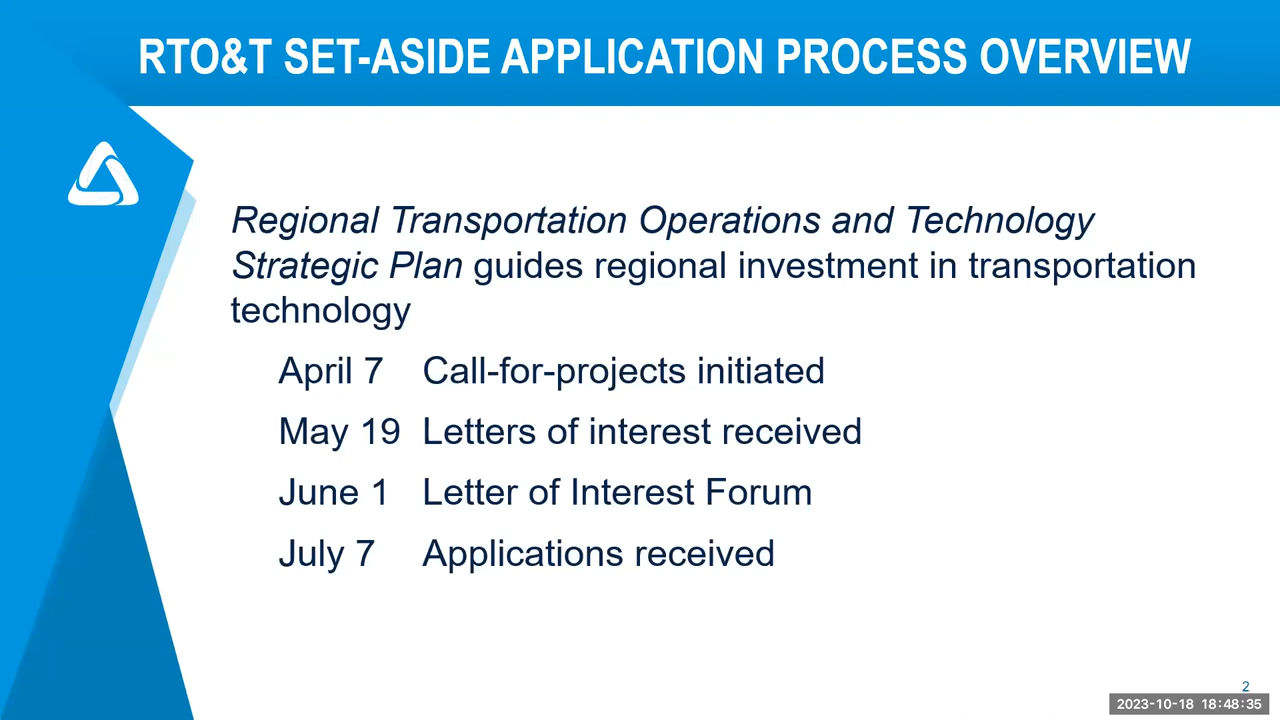 RTO&T SET-ASIDE APPLICATION PROCESS OVERVIEW
Regional Transportation Operations and Technology
Strategic Plan guides regional investment in transportation
technology
April 7 Call-for-projects initiated
May 19 Letters of interest received
June 1 Letter of Interest Forum
July 7 Applications received
2
2023-10-18 18:48:35